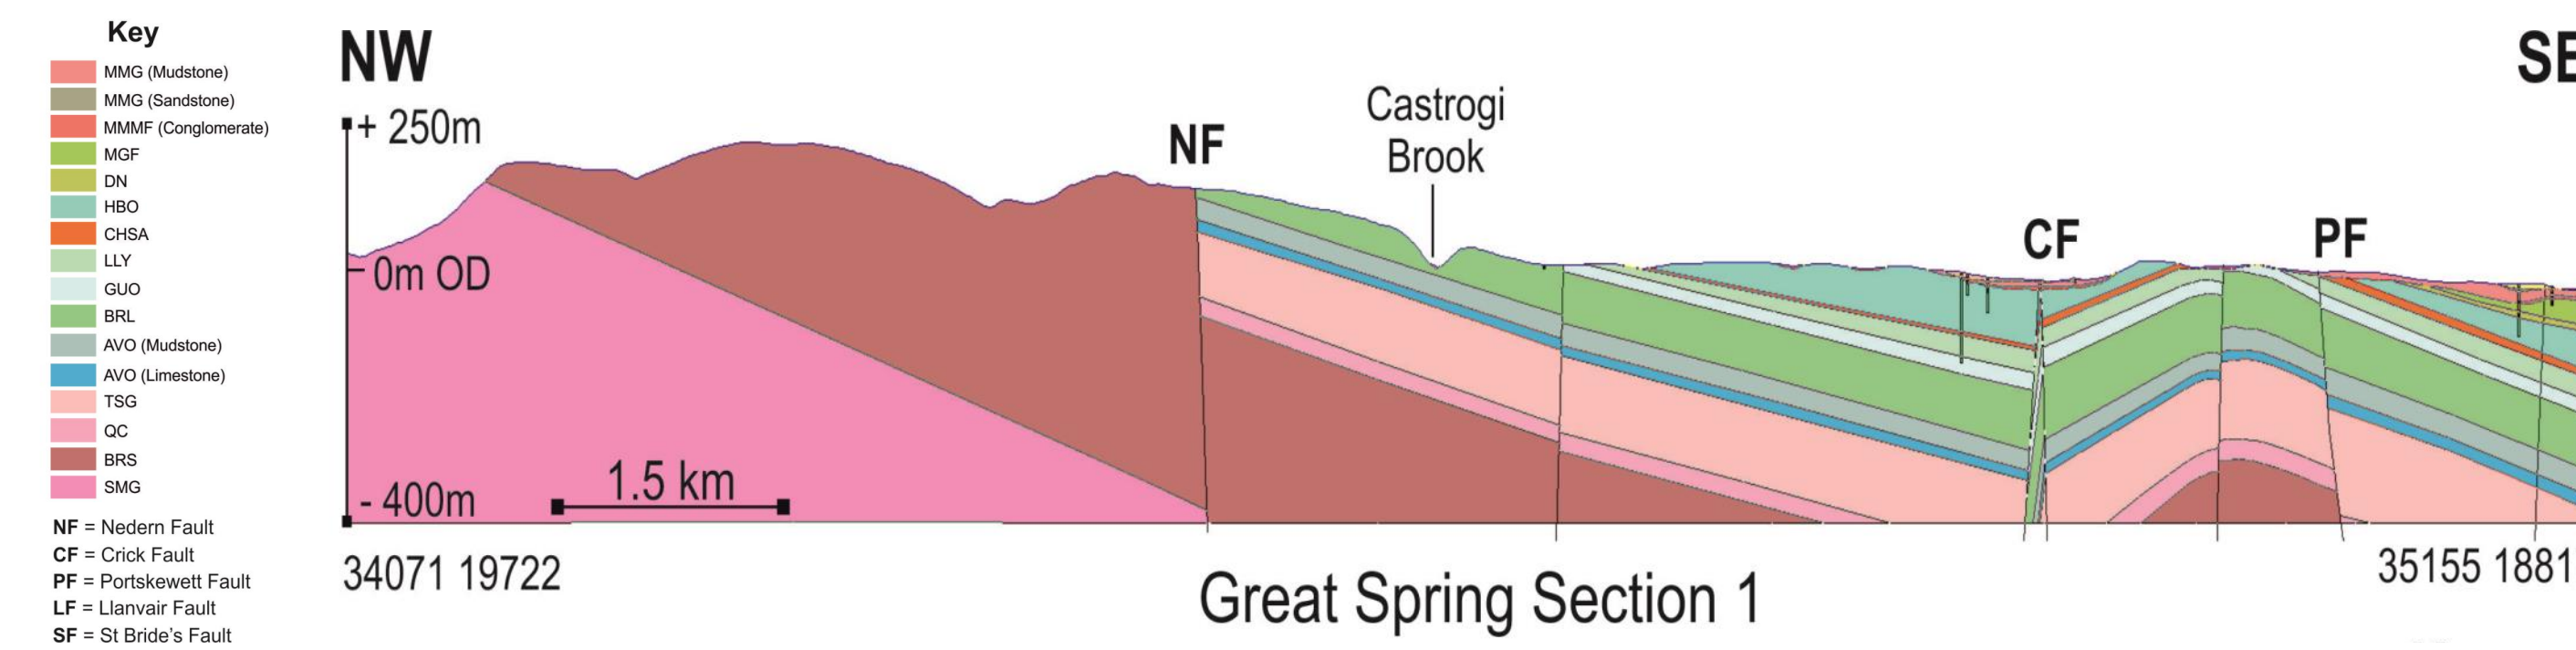 Key
MMG (Mudstone)
MMG (Sandstone)
MMMF (Conglomerate)
MGF
DN
HBO
CHSA
LLY
GUO
BRL
AVO (Mudstone)
AVO (Limestone)
TSG
QC
BRS
SMG
NF = Nedern Fault
CF = Crick Fault
PF = Portskewett Fault
LF = Llanvair Fault
SF = St Bride's Fault
NW
SE
+ 250m
0m OD
- 400m
1.5 km
NF
Castrogi
Brook
CF
PF
34071 19722
35155 1881
Great Spring Section 1